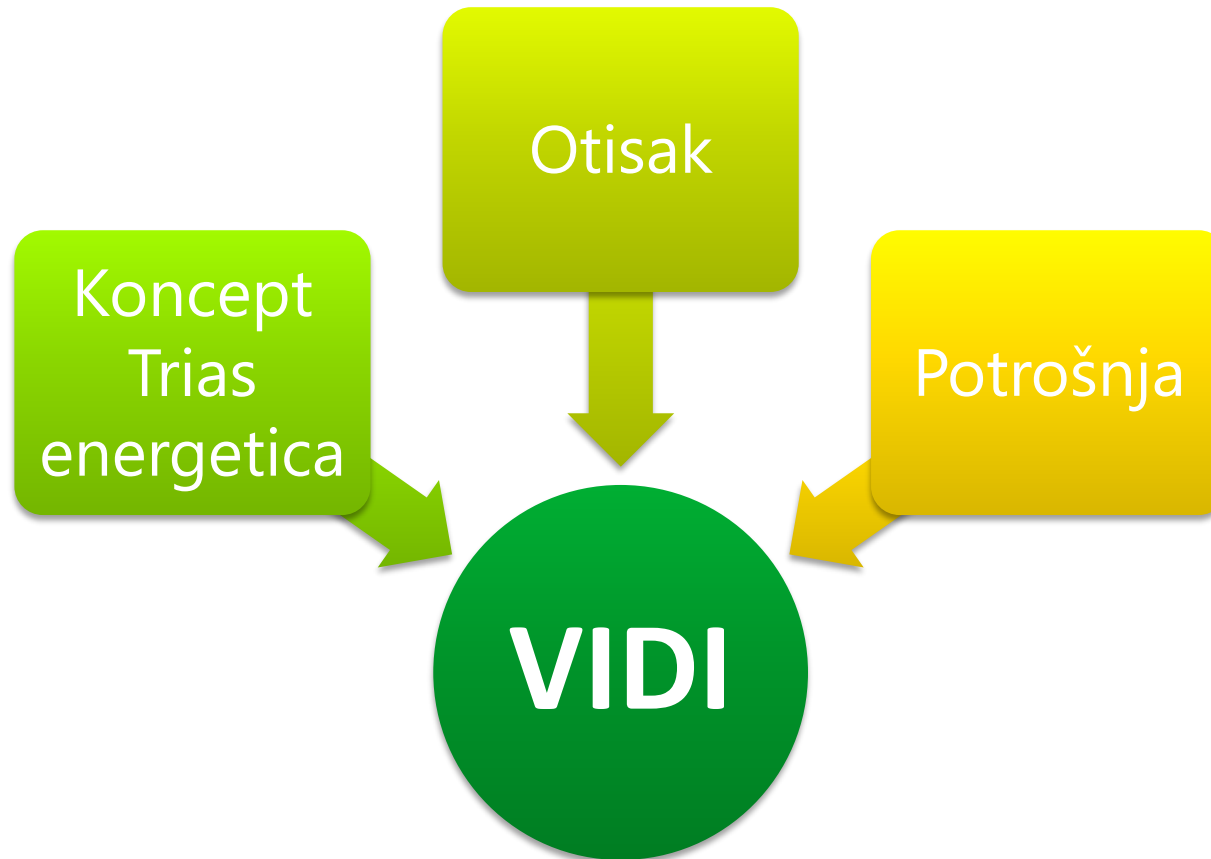 Otisak
Koncept
Trias
energetica
Potrošnja
VIDI